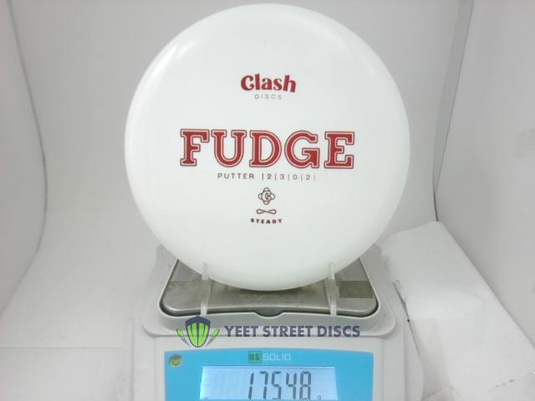 Clash
DISCS
FUDGE
PUTTER |2|3|0|2|
STEADY
YEET STREET DISCS
SOLID
175.48 g